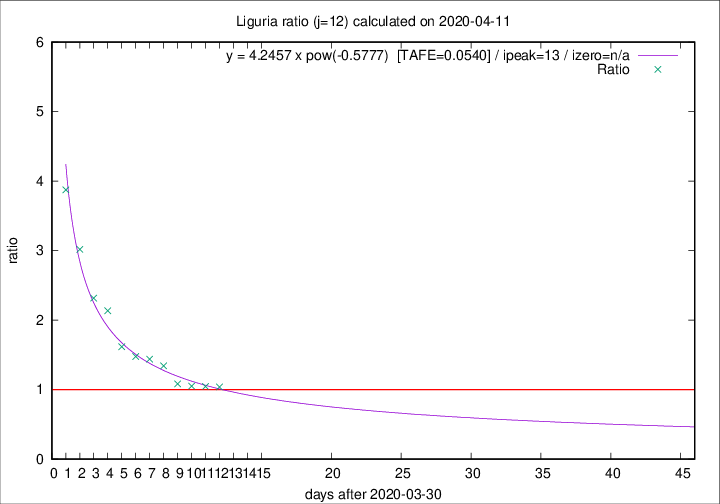 Liguria ratio (j=12) calculated on 2020-04-11
y = 4.2457 x pow(-0.5777)  [TAFE=0.0540] / ipeak=13 / izero=n/a
Ratio
6
5
4
3
2
1
0
ratio
0 1 2 3 4 5 6 7 8 9 10 11 12 13 14 15 20 25 30 35 40 45
days after 2020-03-30